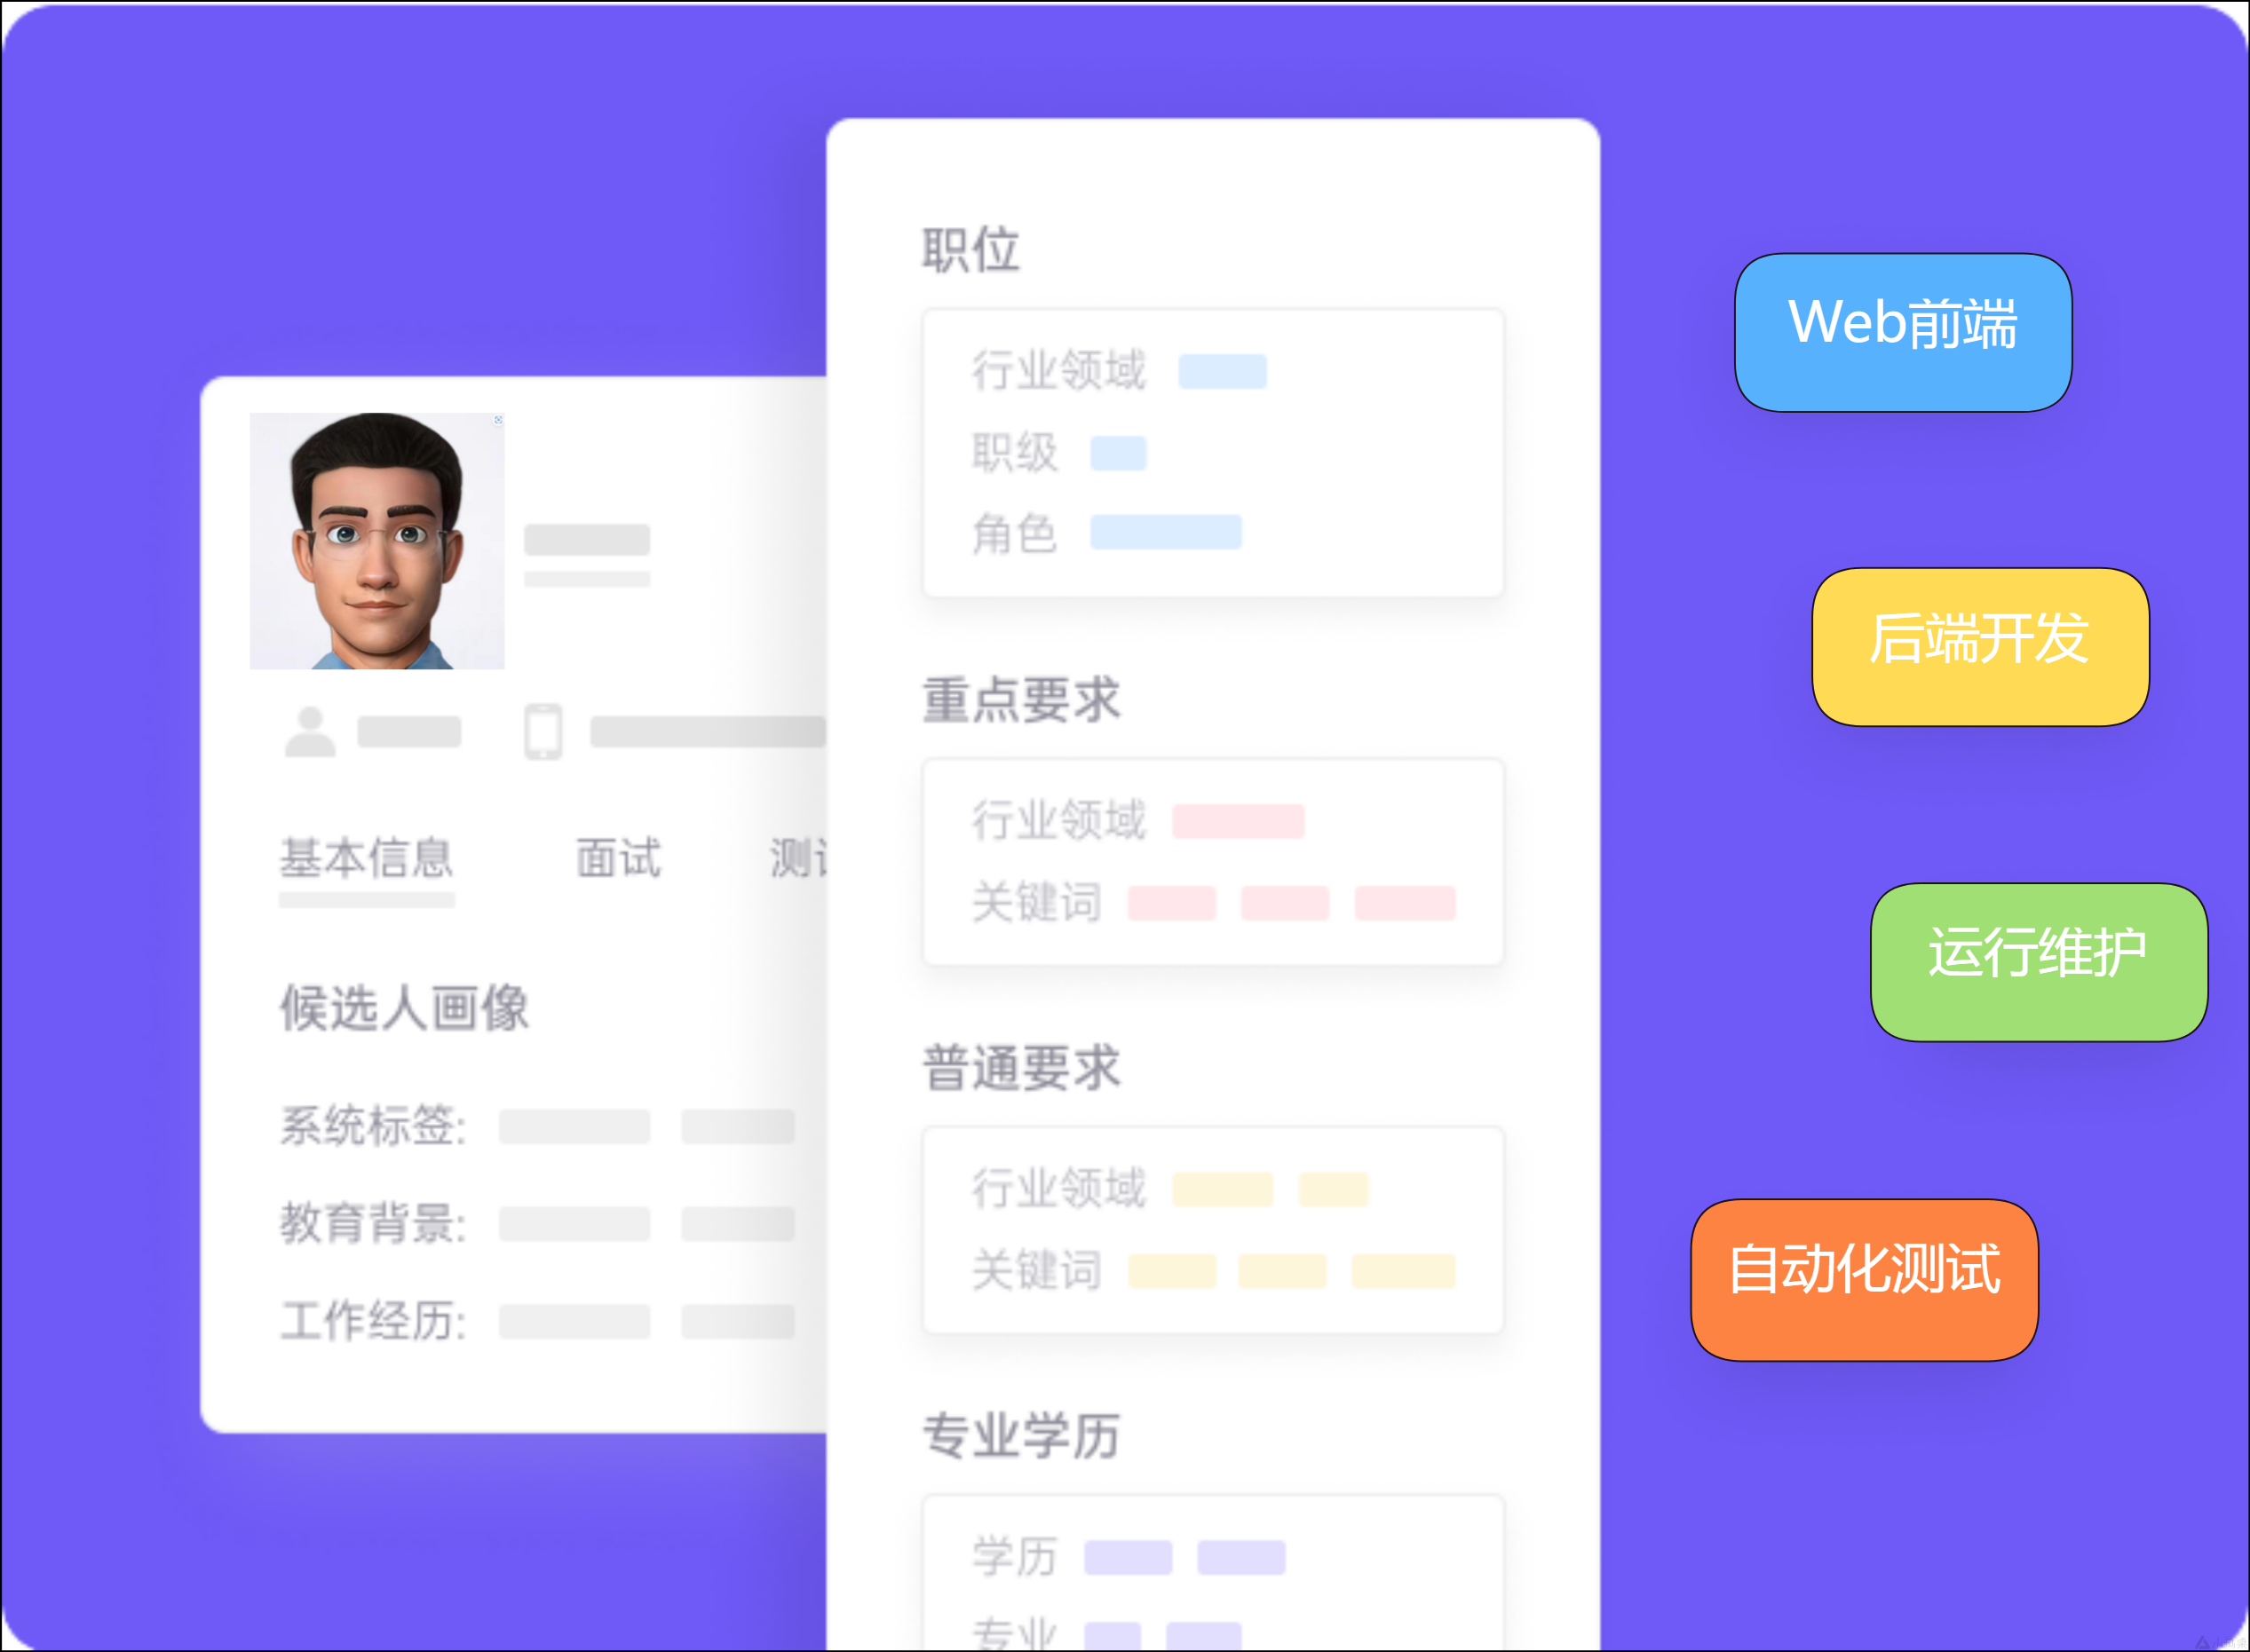 基本信息 面试
候选人画像
系统标签:
教育背景:
工作经历:
职位
行业领域
职级
角色
重点要求
行业领域
关键词
普通要求
行业领域
关键词
专业学历
学历
专业
Web前端
后端开发
运行维护
自动化测试